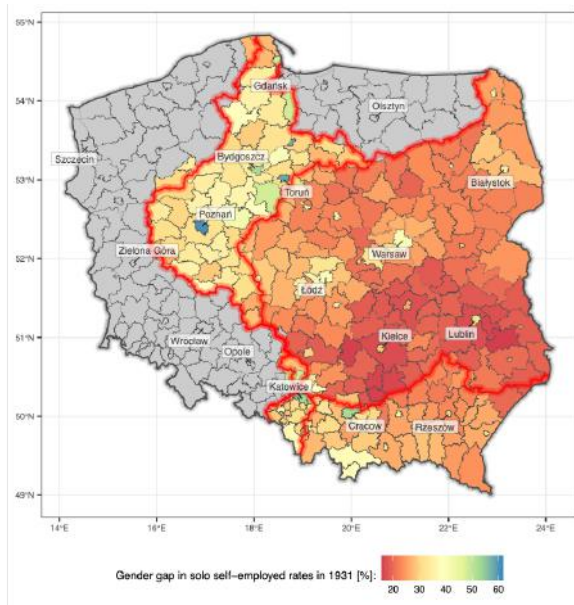 55°N
54°N
53°N
52°N
51°N
50°N
49°N
Gdańsk
Olsztyn
Szczecin
Bydgoszcz
Toruń
Białystok
Poznań
Warsaw
Zielona Góra
Łódź
Wrocław
Kielce
Lublin
Opole
Katowice
Cracow
Rzeszów
14°E 16°E 18°E 20°E 22°E 24°E
Gender gap in solo self-employed rates in 1931 [%]:
20 30 40 50 60